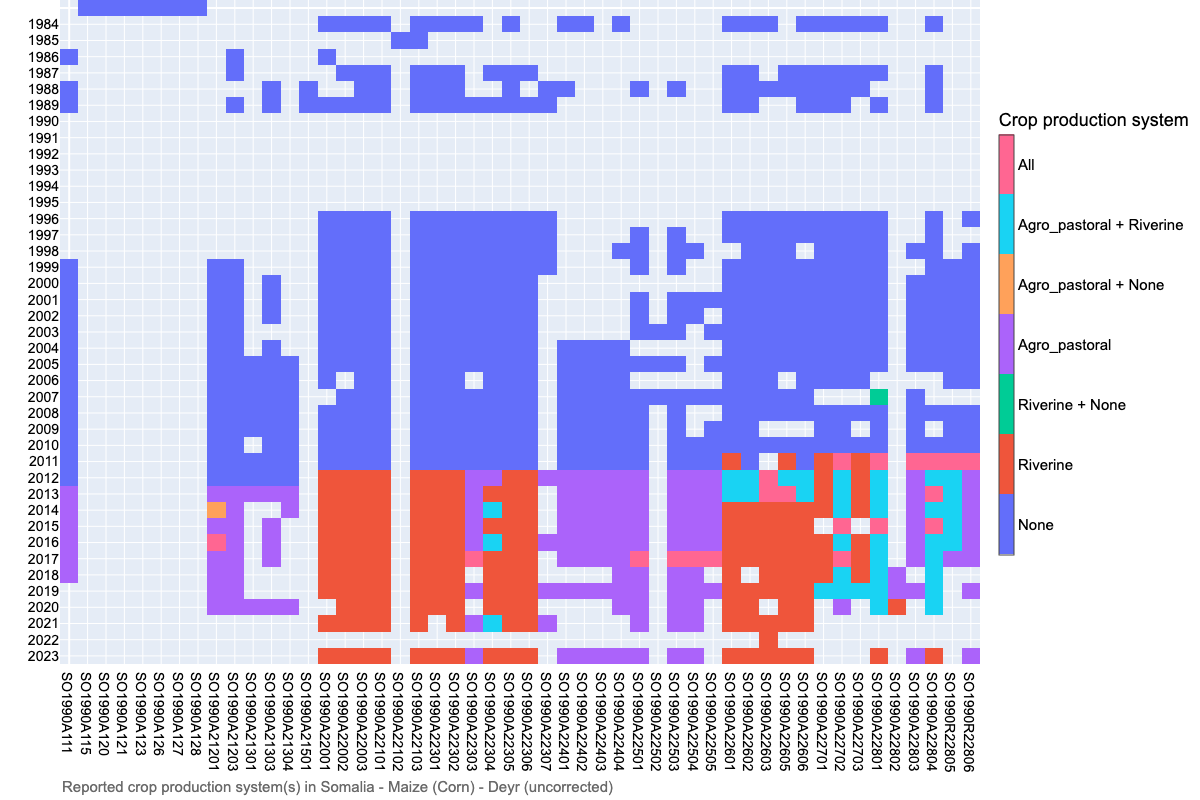 1984
1985
1986
1987
1988
1989
1990
1991
1992
1993
1994
1995
1996
1997
1998
1999
2000
2001
2002
2003
2004
2005
2006
2007
2008
2009
2010
2011
2012
2013
2014
2015
2016
2017
2018
2019
2020
2021
2022
2023
SO1990A111
SO1990A115
SO1990A120
SO1990A121
SO1990A123
SO1990A126
SO1990A127
SO1990A128
SO1990A21201
SO1990A21203
SO1990A21301
SO1990A21303
SO1990A21304
SO1990A21501
SO1990A22001
SO1990A22002
SO1990A22003
SO1990A22101
SO1990A22102
SO1990A22103
SO1990A22301
SO1990A22302
SO1990A22303
SO1990A22304
SO1990A22305
SO1990A22306
SO1990A22307
SO1990A22401
SO1990A22402
SO1990A22403
SO1990A22404
SO1990A22501
SO1990A22502
SO1990A22503
SO1990A22504
SO1990A22505
SO1990A22601
SO1990A22602
SO1990A22603
SO1990A22605
SO1990A22606
SO1990A22701
SO1990A22702
SO1990A22703
SO1990A22801
SO1990A22802
SO1990A22803
SO1990A22804
SO1990R22805
SO1990R22806
Reported crop production system(s) in Somalia - Maize (Corn) - Deyr (uncorrected)
Crop production system
All
Agro_pastoral + Riverine
Agro_pastoral + None
Agro_pastoral
Riverine + None
Riverine
None